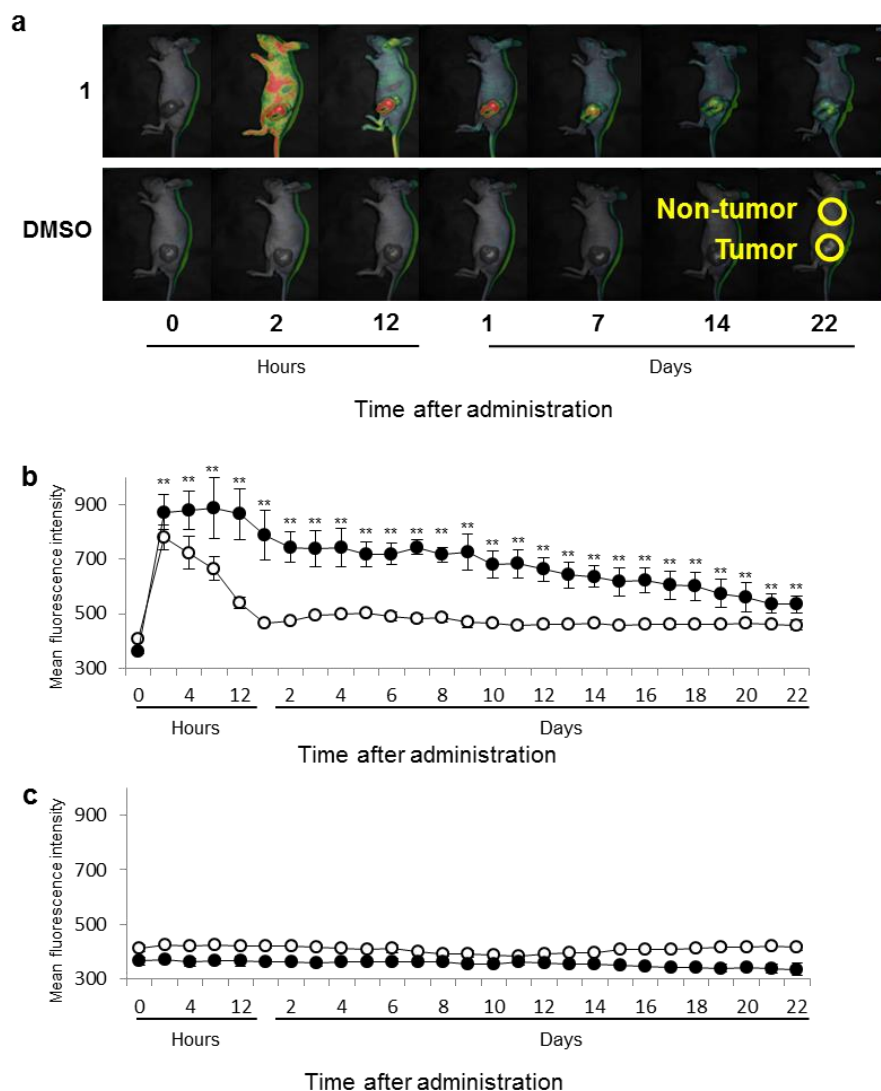 a
1
DMSO
Non-tumor
Tumor
0 2 12 1 7 14 22
Hours Days
Time after administration
b
Mean fluorescence intensity
900
700
500
300
** ** ** ** ** ** ** ** ** ** ** ** ** ** ** ** ** ** ** ** ** ** ** ** ** **
0 4 12 2 4 6 8 10 12 14 16 18 20 22
Hours Days
Time after administration
c
Mean fluorescence intensity
900
700
500
300
0 4 12 2 4 6 8 10 12 14 16 18 20 22
Hours Days
Time after administration